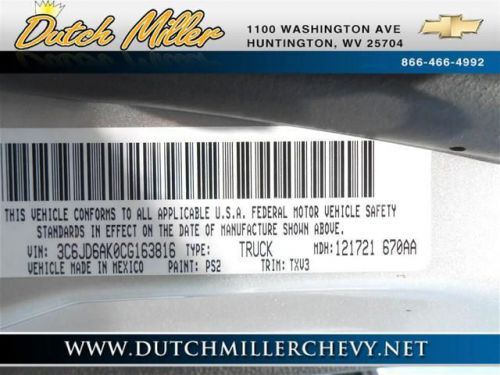 Dutch Miller
1100 WASHINGTON AVE
HUNTINGTON, WV 25704
866-466-4992
THIS VEHICLE CONFORMS TO ALL APPLICABLE U.S.A. FEDERAL MOTOR VEHICLE SAFETY
STANDARDS IN EFFECT ON THE DATE OF MANUFACTURE SHOWN ABOVE.
VIN: 3C6JD6AK0CG163816 TYPE: TRUCK MDH: 121721 670AA
VEHICLE MADE IN MEXICO PAINT: PS2 TRIM: TXV3
WWW.DUTCHMILLERCHEVY.NET